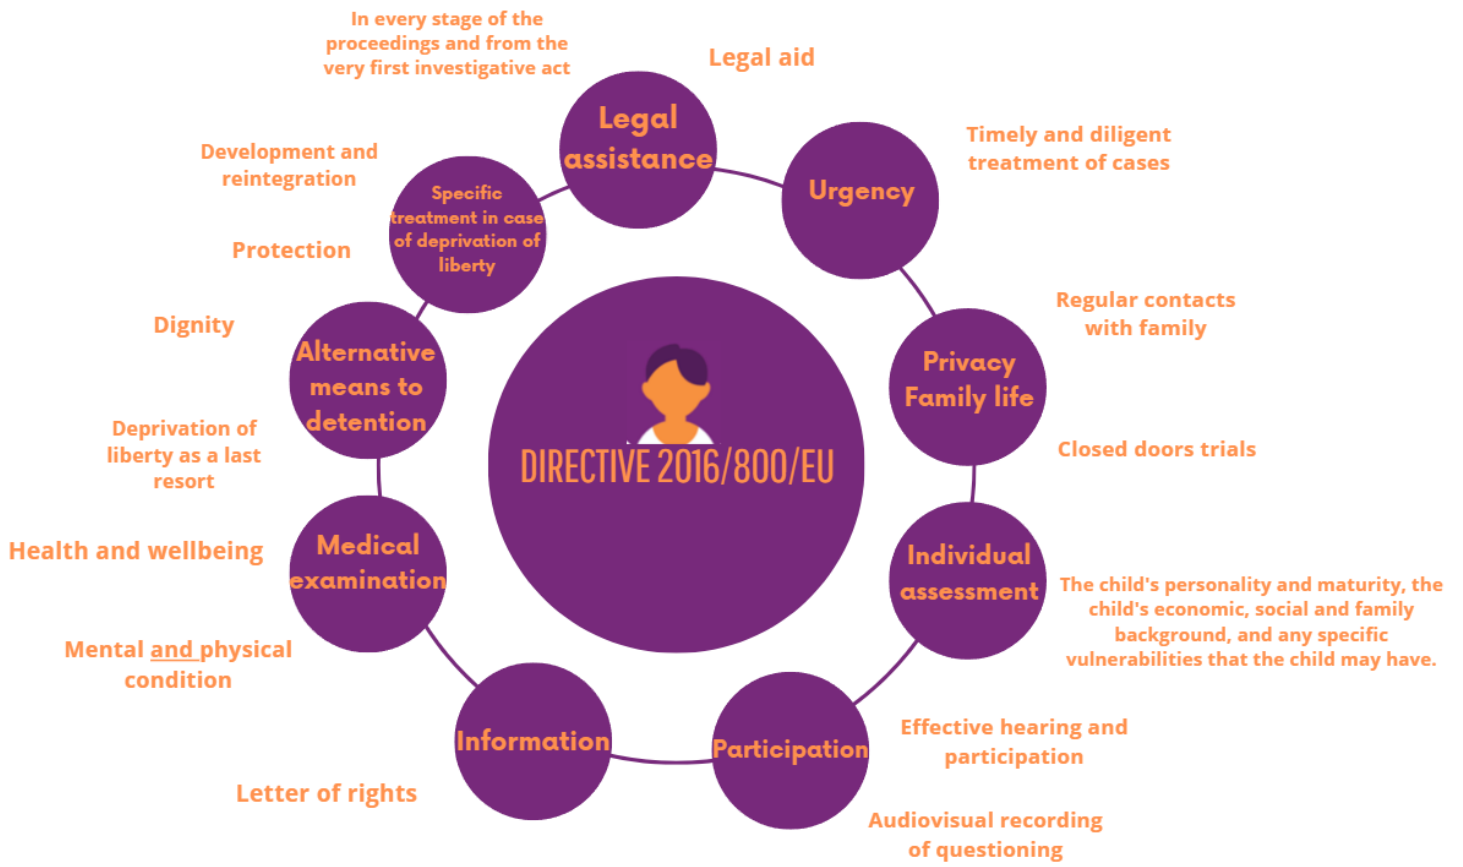 In every stage of the
proceedings and from the
very first investigative act
Legal aid
Legal
assistance
Urgency
Timely and diligent
treatment of cases
Privacy
Family life
Regular contacts
with family
Closed doors trials
Individual
assessment
The child's personality and maturity, the
child's economic, social and family
background, and any specific
vulnerabilities that the child may have.
Participation
Effective hearing and
participation
Audiovisual recording
of questioning
Information
Letter of rights
Medical
examination
Health and wellbeing
Mental and physical
condition
Alternative
means to
detention
Dignity
Deprivation of
liberty as a last
resort
Specific
treatment in case
of deprivation of
liberty
Development and
reintegration
Protection
DIRECTIVE 2016/800/EU